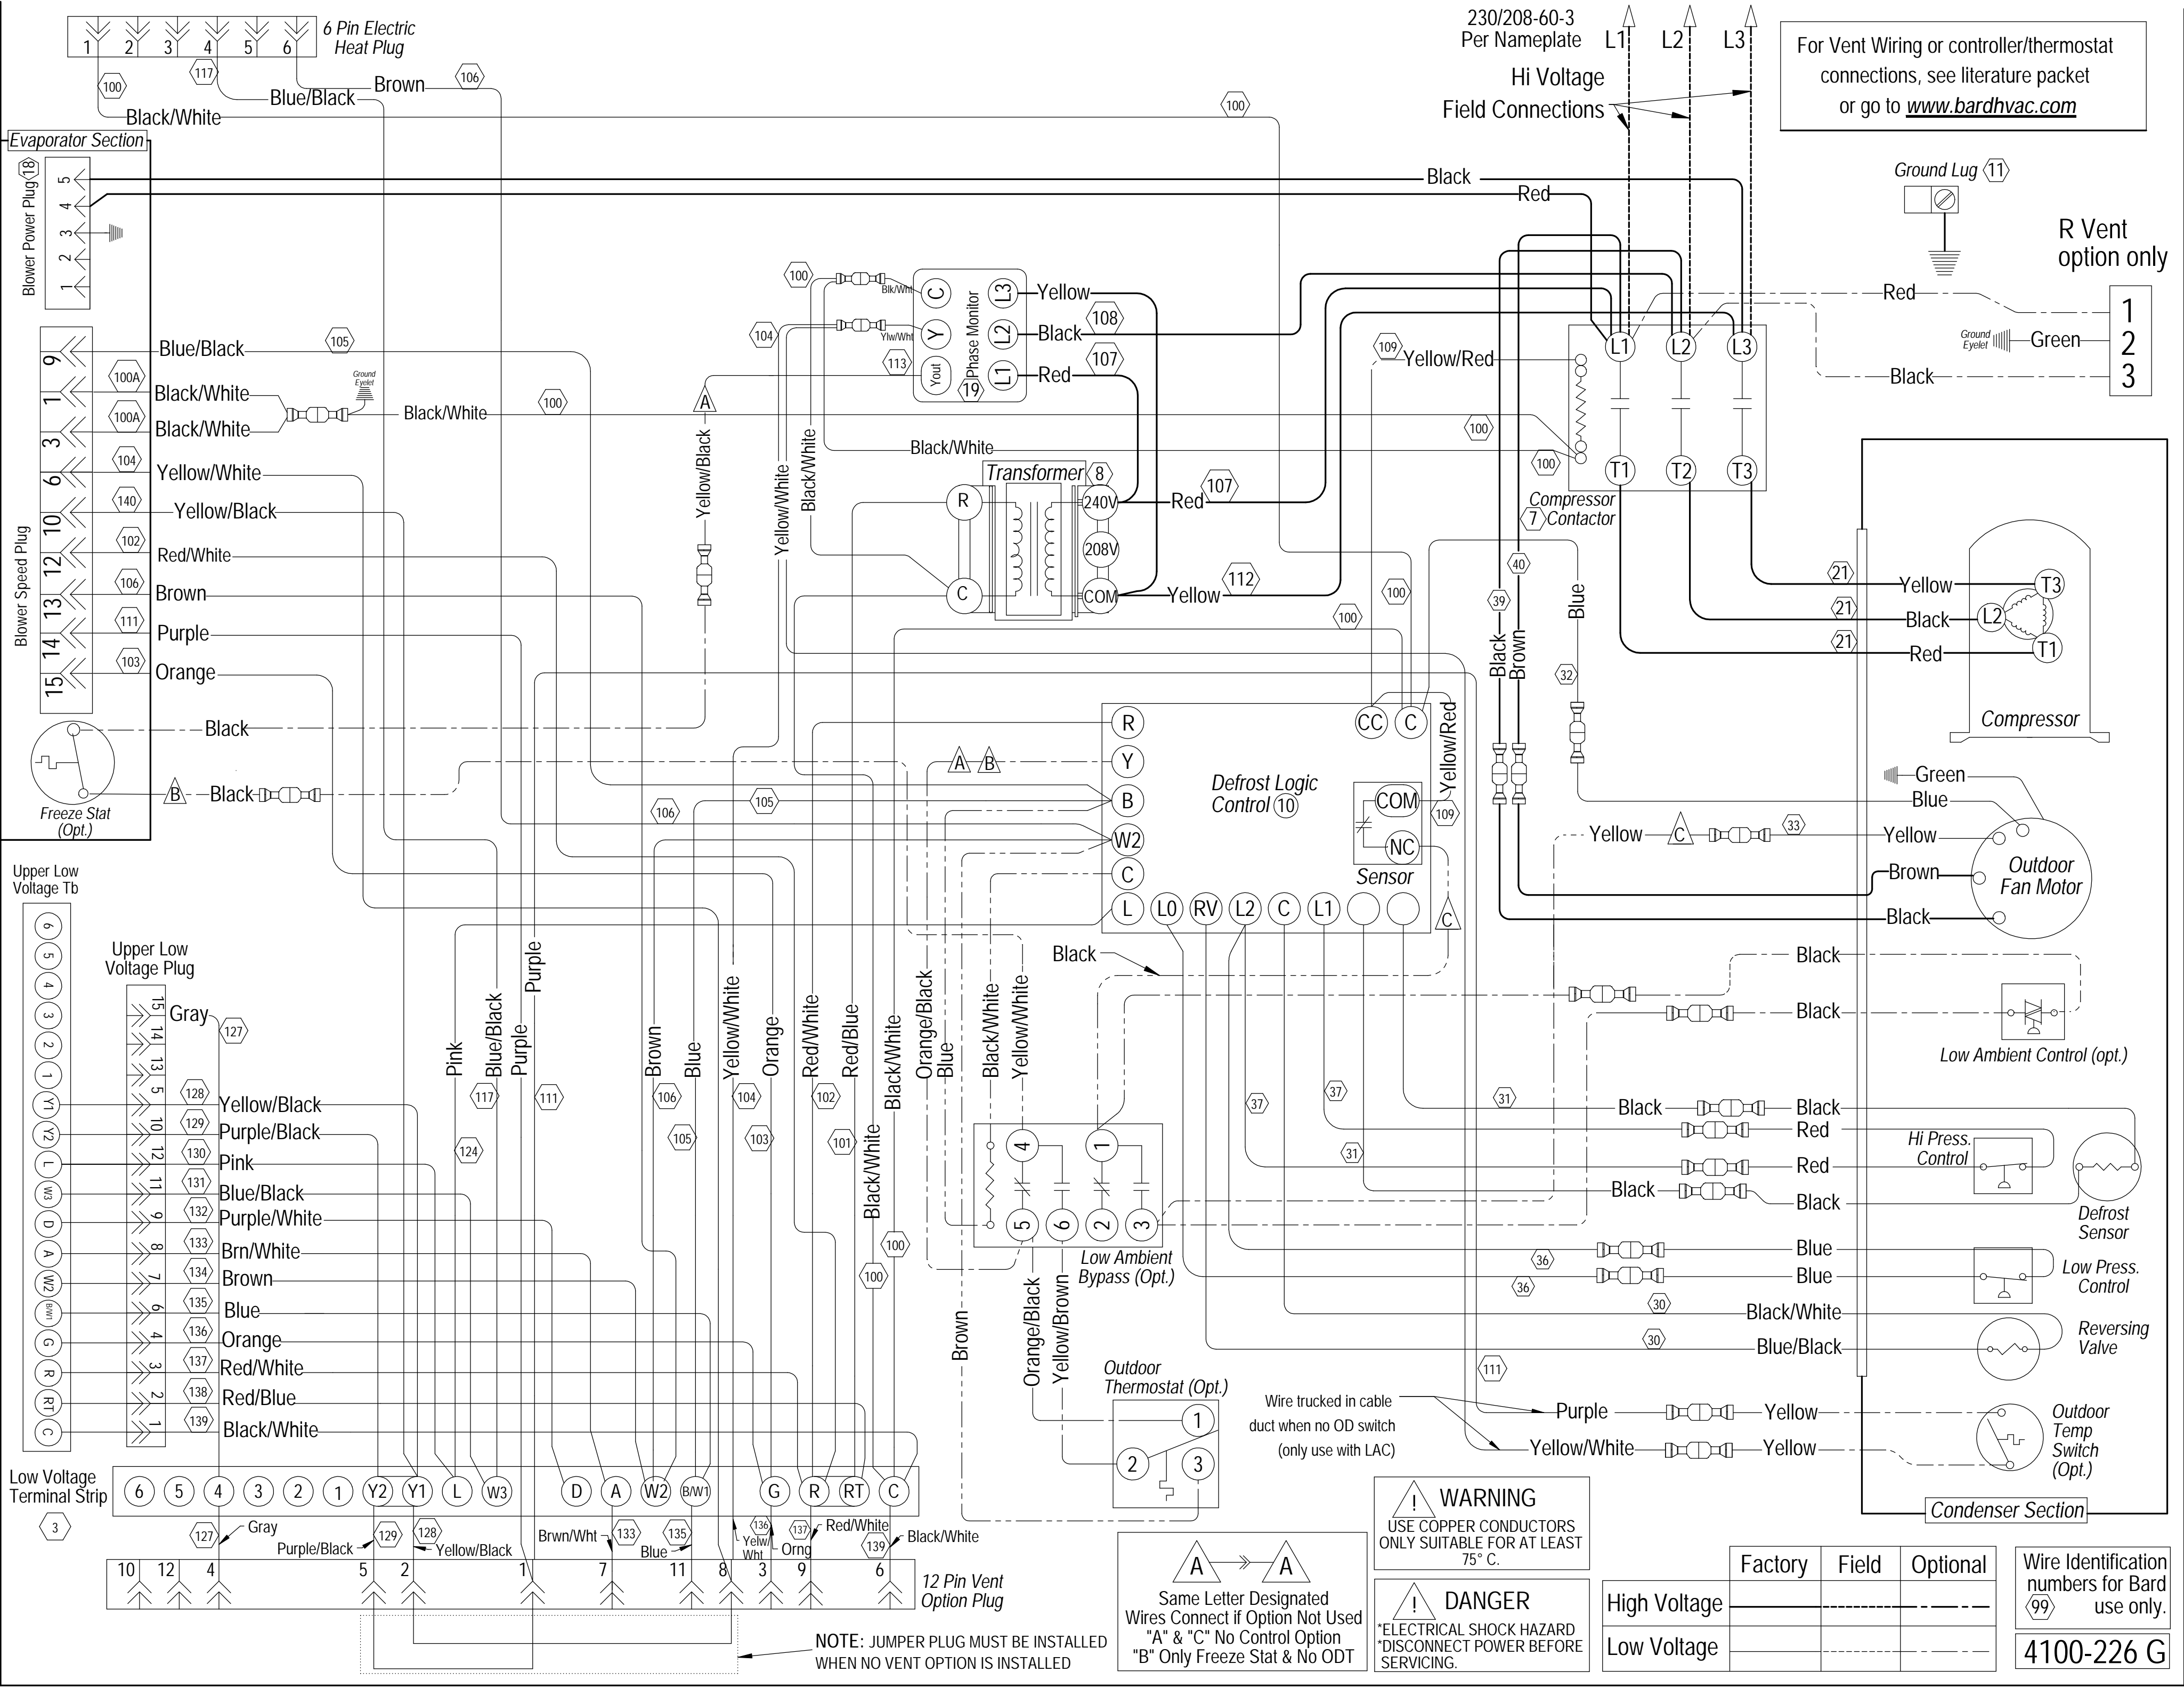 6 Pin Electric
Heat Plug
1 2 3 4 5 6
100
117
Brown
106
Blue/Black
Black/White
100
230/208-60-3
Per Nameplate
L1 L2 L3
Hi Voltage
Field Connections
For Vent Wiring or controller/thermostat
connections, see literature packet
or go to www.bardhvac.com
Evaporator Section
Blower Power Plug
18
5
4
3
2
1
Black
Red
Ground Lug
11
R Vent
option only
Red
1
Ground
Eyelet
Green
2
Black
3
Blower Speed Plug
9
Blue/Black
105
1
100A
Black/White
Ground
Eyelet
3
100A
Black/White
Black/White
100
6
104
Yellow/White
10
140
Yellow/Black
12
102
Red/White
13
106
Brown
14
111
Purple
15
103
Orange
Black
B
Black
Freeze Stat
(Opt.)
A
Yellow/Black
100
Blk/Wht
104
Ylw/Wht
113
C
Y
Yout
Phase Monitor
19
L3
L2
L1
Yellow
Black
108
107
Red
Black/White
Yellow/White
Black/White
Transformer
8
R
C
240V
208V
COM
Red
107
Yellow
112
109
Yellow/Red
100
100
L1 L2 L3
T1 T2 T3
Compressor
7
Contactor
100
100
39
40
Black
Brown
Blue
32
21
Yellow
T3
21
Black
L2
21
Red
T1
Compressor
Green
Blue
Yellow
C
33
Yellow
Brown
Black
Outdoor
Fan Motor
R
Y
B
W2
C
L
L0
RV
L2
C
L1
CC
C
Defrost Logic
Control
10
COM
NC
Sensor
Yellow/Red
109
C
A
B
105
106
Black
Black
Black
Low Ambient Control (opt.)
Upper Low
Voltage Tb
6
5
4
3
2
1
Y1
Y2
L
W3
D
A
W2
B/W1
G
R
RT
C
Upper Low
Voltage Plug
15
Gray
127
14
13
5
128
Yellow/Black
10
129
Purple/Black
12
130
Pink
11
131
Blue/Black
9
132
Purple/White
8
133
Brn/White
7
134
Brown
6
135
Blue
4
136
Orange
3
137
Red/White
2
138
Red/Blue
1
139
Black/White
Pink
124
Blue/Black
117
Purple
Purple
111
Brown
106
Blue
105
Yellow/White
104
Orange
103
Red/White
102
Red/Blue
101
Black/White
100
Black/White
100
Orange/Black
Blue
Black/White
Yellow/White
Brown
4
1
5
6
2
3
Low Ambient
Bypass (Opt.)
Orange/Black
Yellow/Brown
Outdoor
Thermostat (Opt.)
1
2
3
37
37
31
31
Black
Black
Red
Hi Press.
Control
Red
Black
Black
Defrost
Sensor
36
Blue
36
Blue
Low Press.
Control
30
Black/White
30
Blue/Black
Reversing
Valve
111
Wire trucked in cable
duct when no OD switch
(only use with LAC)
Purple
Yellow
Yellow/White
Yellow
Outdoor
Temp
Switch
(Opt.)
Condenser Section
Low Voltage
Terminal Strip
3
6 5 4 3 2 1 Y2 Y1 L W3 D A W2 B/W1 G R RT C
127
Gray
Purple/Black
129
128
Yellow/Black
Brwn/Wht
133
Blue
135
Yelw/
Wht
136
Orng
137
Red/White
139
Black/White
10 12 4 5 2 1 7 11 8 3 9 6
12 Pin Vent
Option Plug
NOTE: JUMPER PLUG MUST BE INSTALLED
WHEN NO VENT OPTION IS INSTALLED
A
A
Same Letter Designated
Wires Connect if Option Not Used
"A" & "C" No Control Option
"B" Only Freeze Stat & No ODT
! WARNING
USE COPPER CONDUCTORS
ONLY SUITABLE FOR AT LEAST
75° C.
! DANGER
*ELECTRICAL SHOCK HAZARD
*DISCONNECT POWER BEFORE
SERVICING.
Factory Field Optional
High Voltage
Low Voltage
Wire Identification
numbers for Bard
99 use only.
4100-226 G